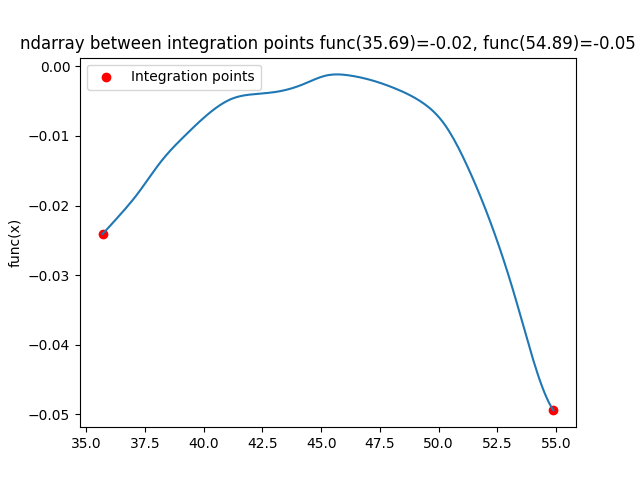 ndarray between integration points func(35.69)=-0.02, func(54.89)=-0.05
Integration points
func(x)
0.00
−0.01
−0.02
−0.03
−0.04
−0.05
35.0 37.5 40.0 42.5 45.0 47.5 50.0 52.5 55.0